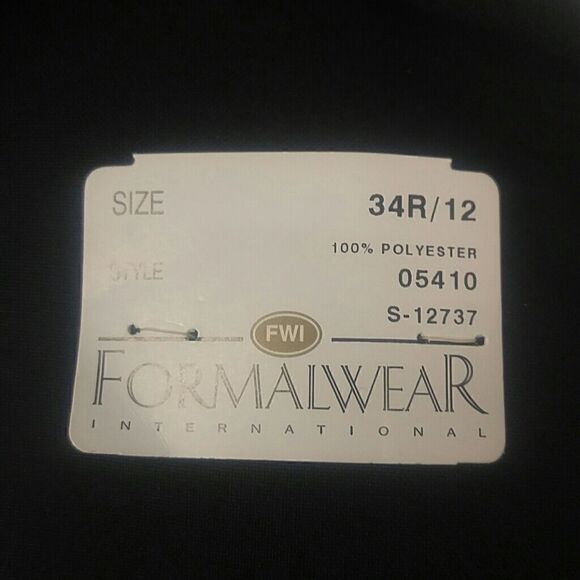 SIZE 34R/12
100% POLYESTER
STYLE 05410
S-12737
FWI
FORMALWEAR
INTERNATIONAL